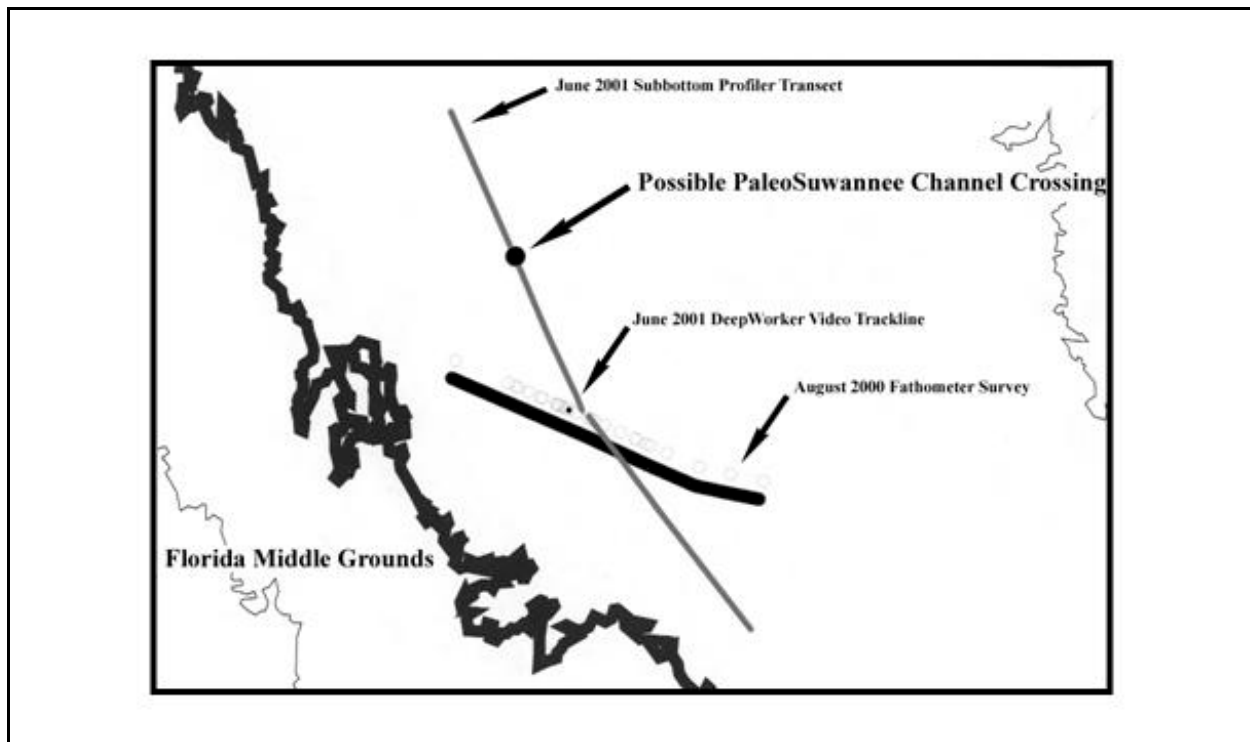 June 2001 Subbottom Profiler Transect
Possible PaleoSuwannee Channel Crossing
June 2001 DeepWorker Video Trackline
August 2000 Fathometer Survey
Florida Middle Grounds